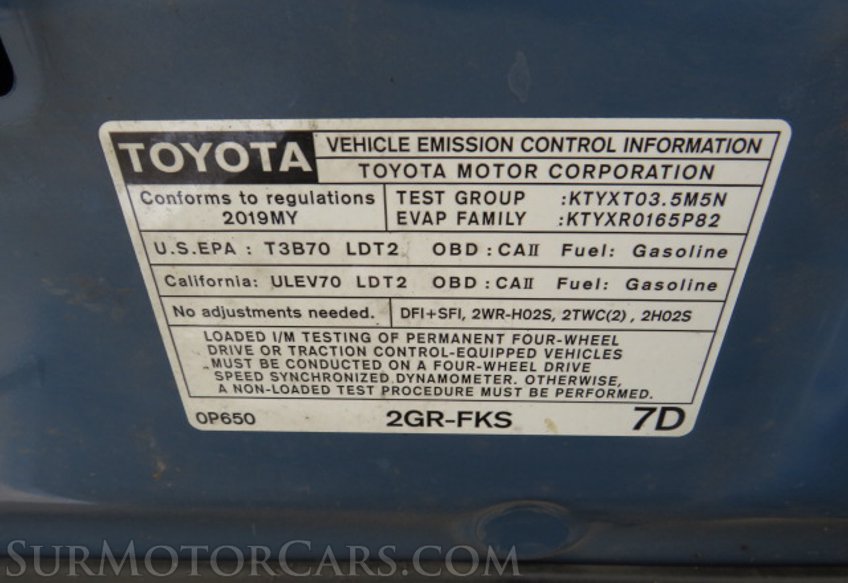 TOYOTA
VEHICLE EMISSION CONTROL INFORMATION
TOYOTA MOTOR CORPORATION
Conforms to regulations
2019MY
TEST GROUP :KTYXT03.5M5N
EVAP FAMILY :KTYXR0165P82
U.S.EPA : T3B70 LDT2 OBD : CAⅡ Fuel: Gasoline
California: ULEV70 LDT2 OBD : CAⅡ Fuel: Gasoline
No adjustments needed. DFI+SFI, 2WR-HO2S, 2TWC(2) , 2HO2S
LOADED I/M TESTING OF PERMANENT FOUR-WHEEL
DRIVE OR TRACTION CONTROL-EQUIPPED VEHICLES
MUST BE CONDUCTED ON A FOUR-WHEEL DRIVE
SPEED SYNCHRONIZED DYNAMOMETER. OTHERWISE,
A NON-LOADED TEST PROCEDURE MUST BE PERFORMED.
0P650 2GR-FKS 7D
SURMOTORCARS.COM